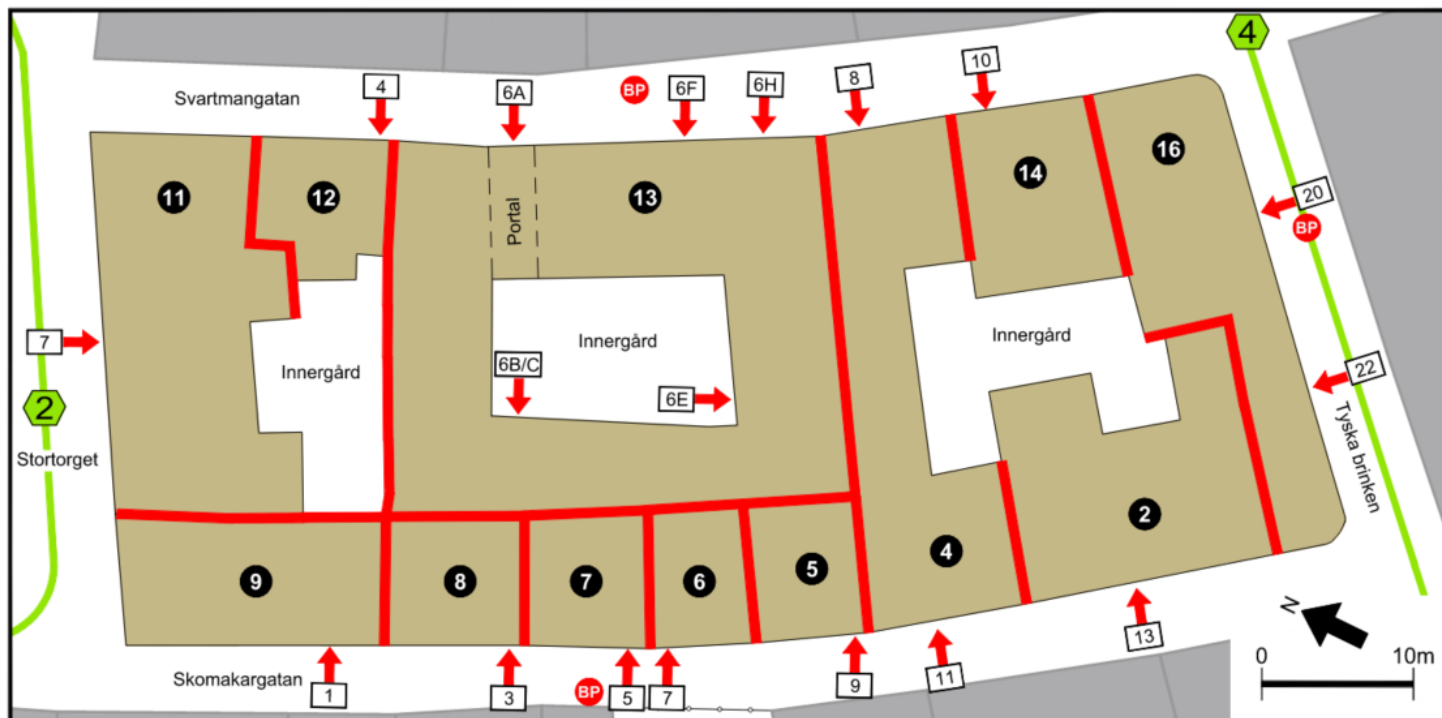 4
4
6A
BP
6F
6H
8
10
Svartmangatan
11
12
13
14
16
20
BP
Portal
7
Innergård
Innergård
Innergård
6B/C
6E
22
2
Stortorget
Tyska brinken
9
8
7
6
5
4
2
N
0
10m
Skomakargatan
1
3
BP
5
7
9
11
13